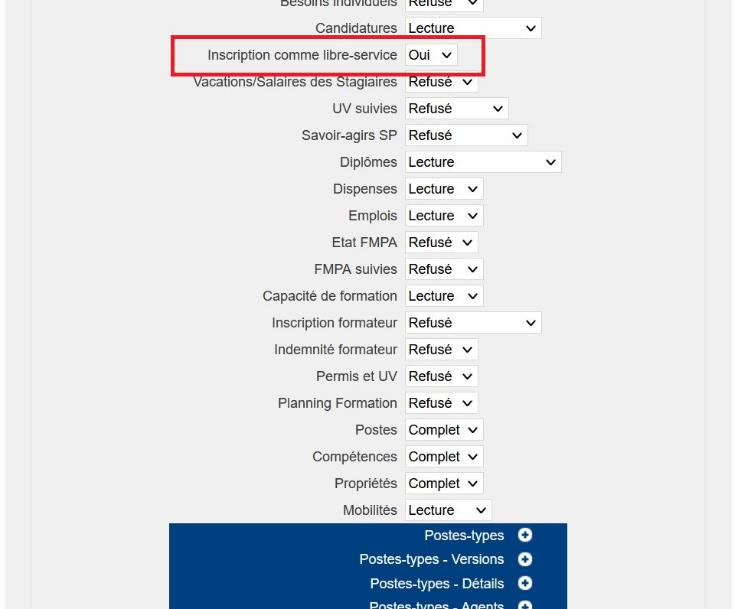 Besoins individuels Refusé
Candidatures Lecture
Inscription comme libre-service Oui
Vacations/Salaires des Stagiaires Refusé
UV suivies Refusé
Savoir-agirs SP Refusé
Diplômes Lecture
Dispenses Lecture
Emplois Lecture
Etat FMPA Refusé
FMPA suivies Refusé
Capacité de formation Lecture
Inscription formateur Refusé
Indemnité formateur Refusé
Permis et UV Refusé
Planning Formation Refusé
Postes Complet
Compétences Complet
Propriétés Complet
Mobilités Lecture
Postes-types
Postes-types - Versions
Postes-types - Détails
Postes-types - Agents